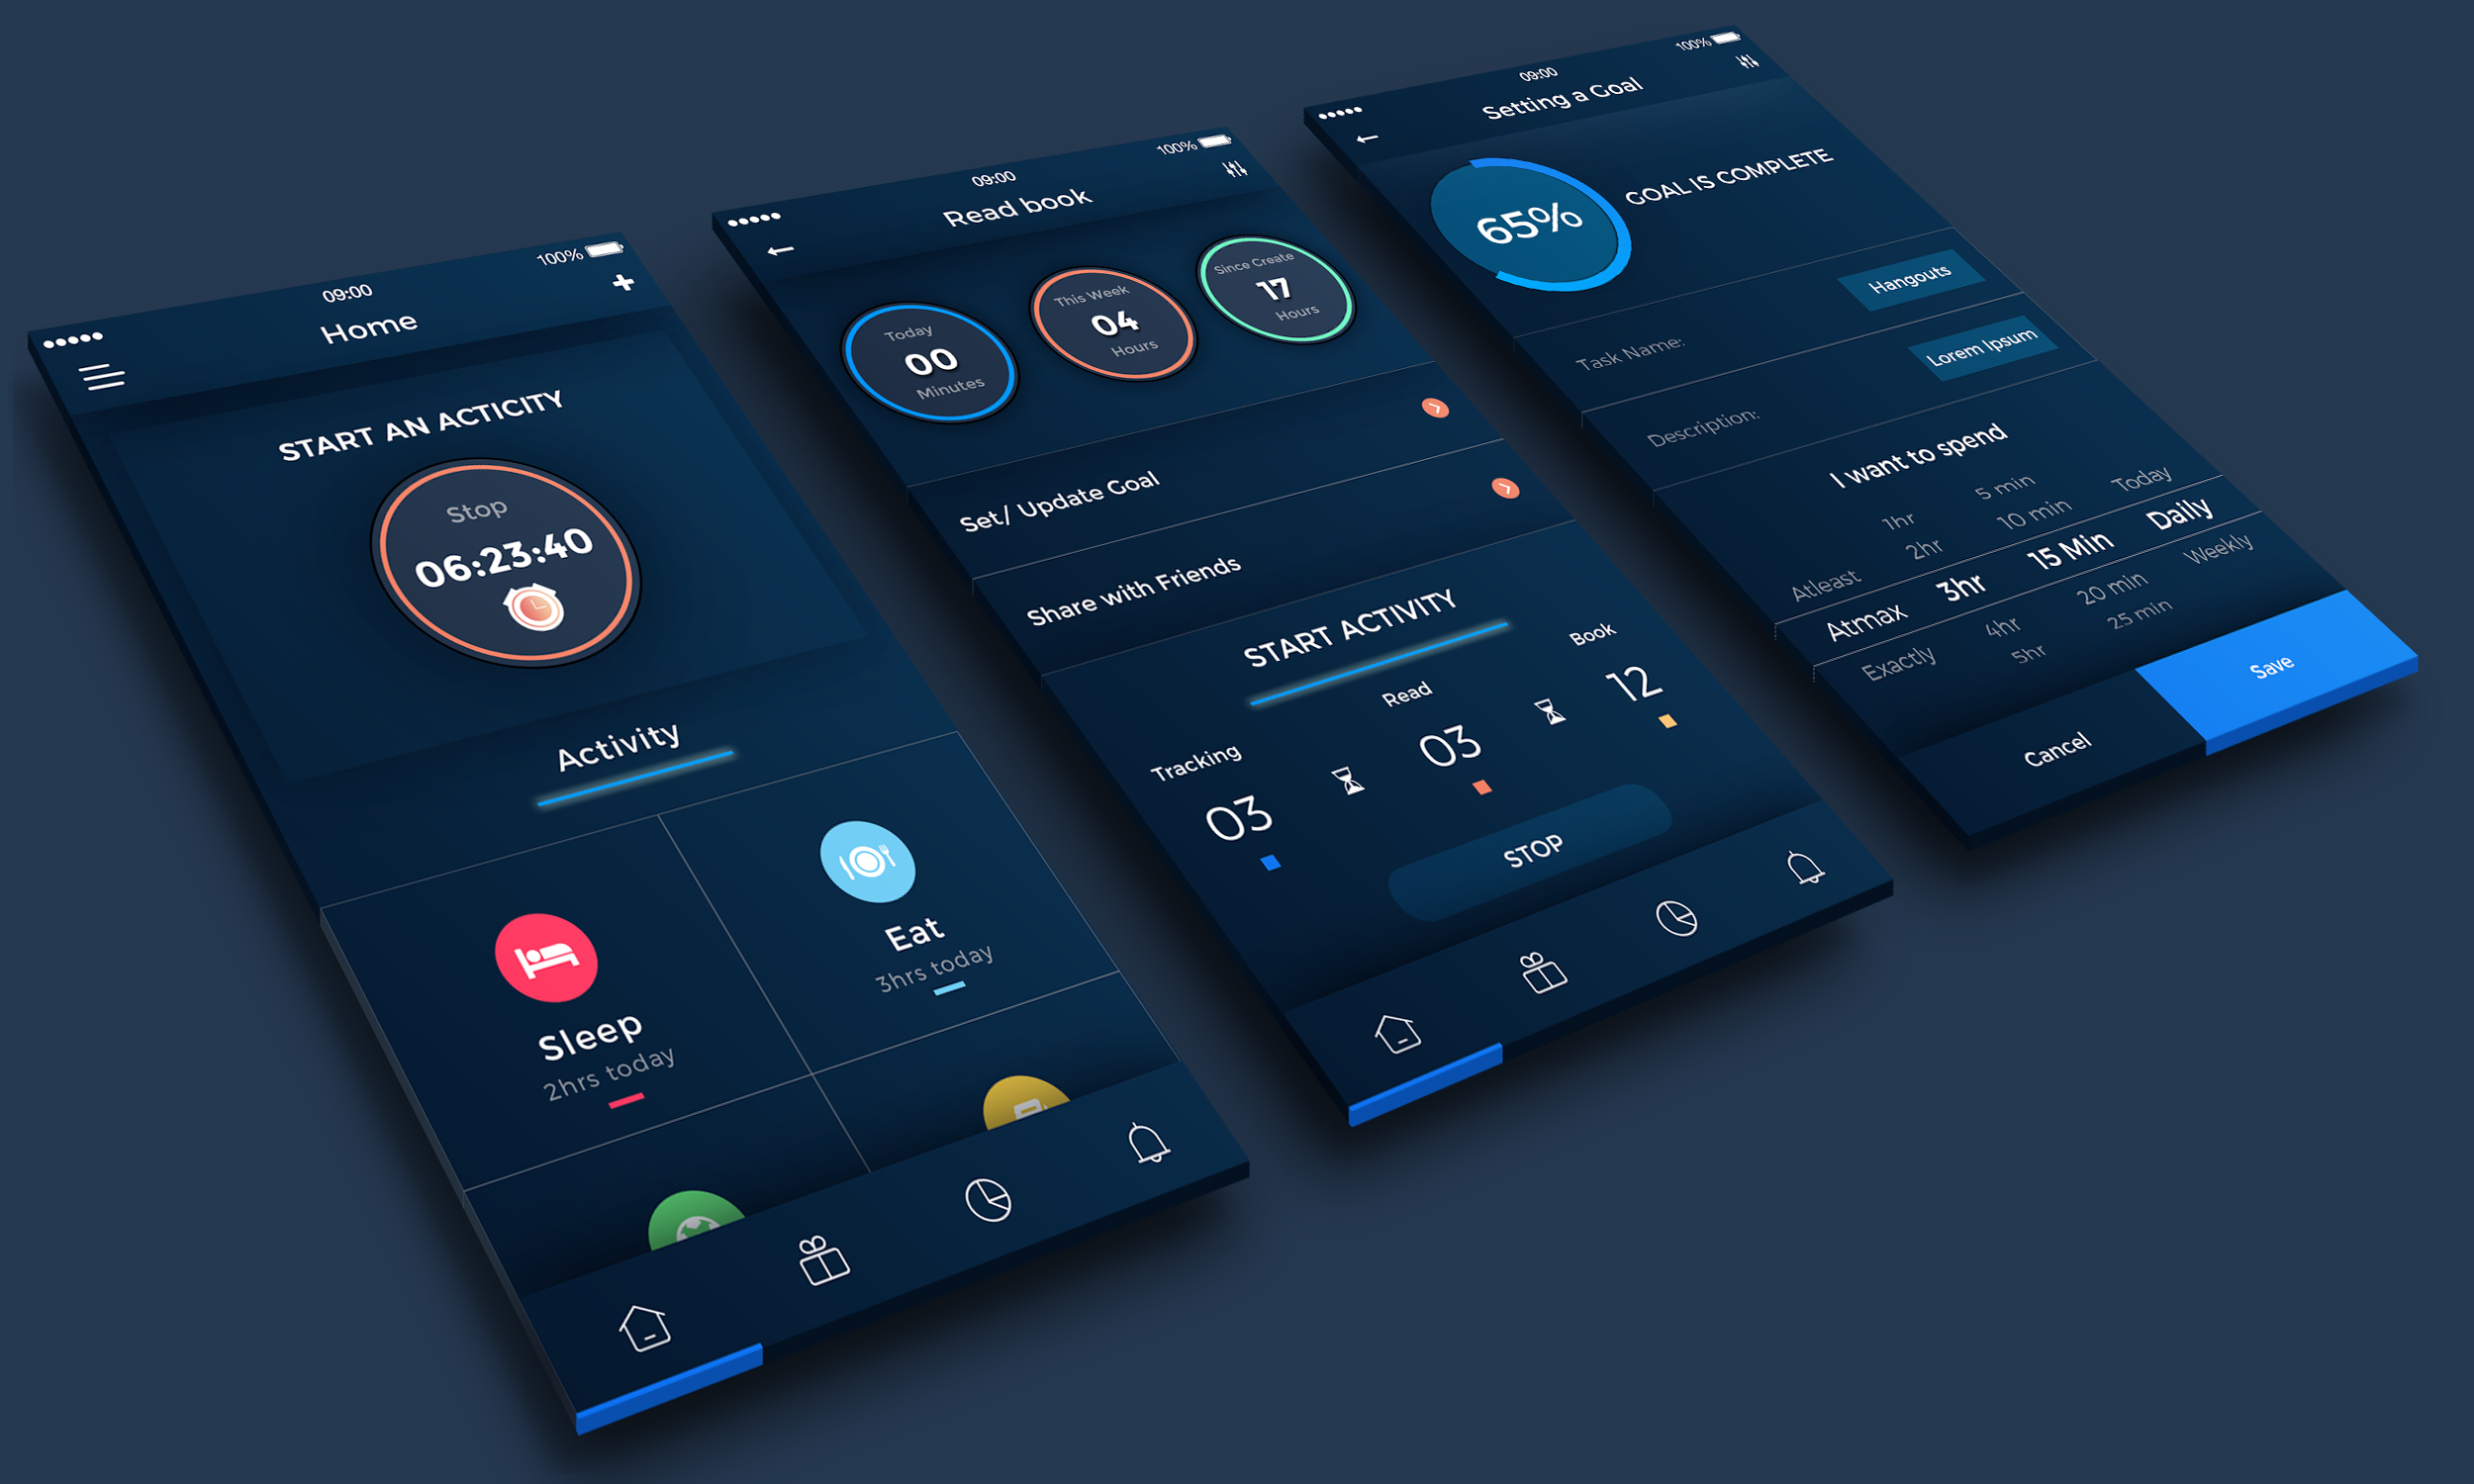 100%
09:00
Home
START AN ACTICITY
Stop
06:23:40
Activity
Sleep
2hrs today
Eat
3hrs today
100%
09:00
Read book
Today
00
Minutes
This Week
04
Hours
Since Create
17
Hours
Set/ Update Goal
Share with Friends
START ACTIVITY
Tracking
03
Read
03
Book
12
STOP
100%
09:00
Setting a Goal
65%
GOAL IS COMPLETE
Task Name:
Hangouts
Description:
Lorem Ipsum
I want to spend
1hr 5 min
2hr 10 min Today
Atleast
Atmax 3hr 15 Min Daily
Exactly 4hr 20 min Weekly
5hr 25 min
Cancel
Save